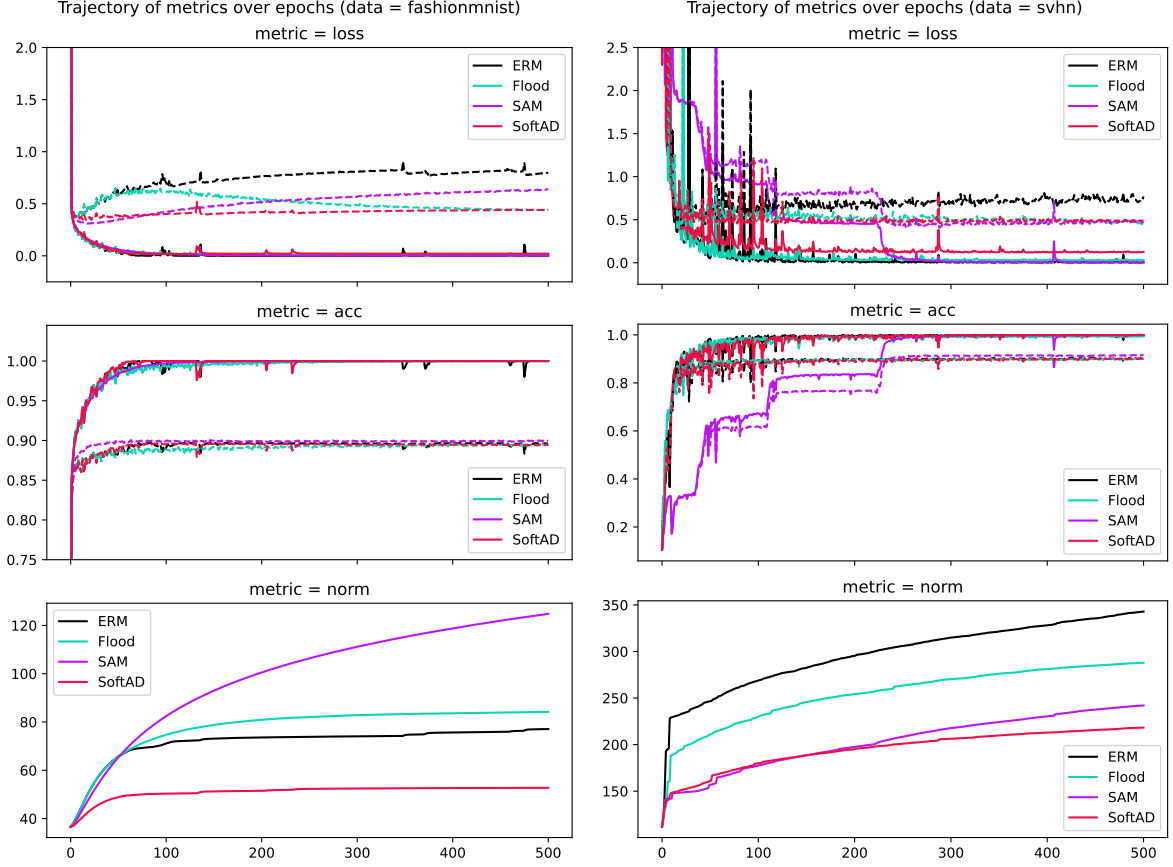 Trajectory of metrics over epochs (data = fashionmnist)
metric = loss
2.0
1.5
1.0
0.5
0.0
ERM
Flood
SAM
SoftAD
metric = acc
1.00
0.95
0.90
0.85
0.80
0.75
ERM
Flood
SAM
SoftAD
metric = norm
120
100
80
60
40
ERM
Flood
SAM
SoftAD
0 100 200 300 400 500
Trajectory of metrics over epochs (data = svhn)
metric = loss
2.5
2.0
1.5
1.0
0.5
0.0
ERM
Flood
SAM
SoftAD
metric = acc
1.0
0.8
0.6
0.4
0.2
ERM
Flood
SAM
SoftAD
metric = norm
350
300
250
200
150
ERM
Flood
SAM
SoftAD
0 100 200 300 400 500